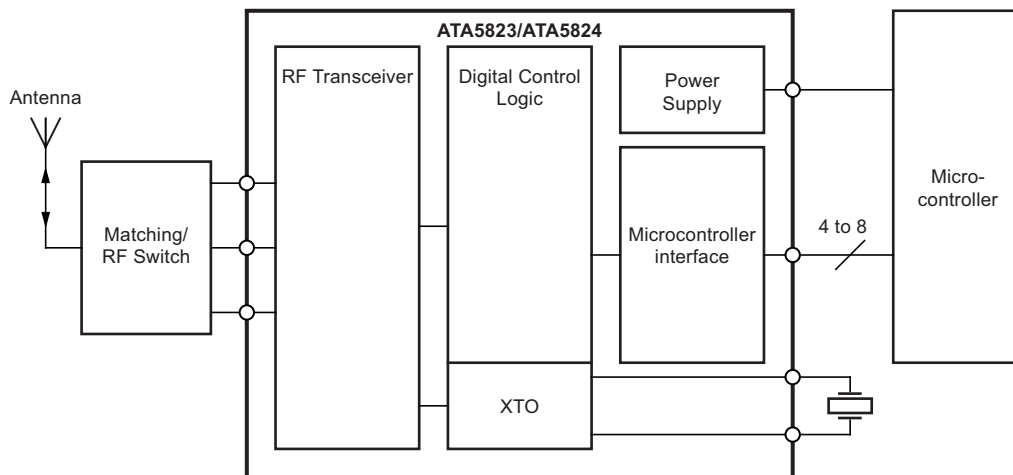 ATA5823/ATA5824
Antenna
Matching/
RF Switch
RF Transceiver
Digital Control
Logic
XTO
Power
Supply
Microcontroller
interface
4 to 8
Micro-
controller